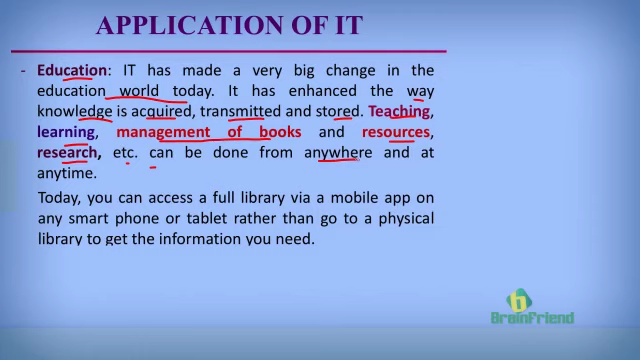 APPLICATION OF IT
- Education: IT has made a very big change in the
education world today. It has enhanced the way
knowledge is acquired, transmitted and stored. Teaching,
learning, management of books and resources,
research, etc. can be done from anywhere and at
anytime.
Today, you can access a full library via a mobile app on
any smart phone or tablet rather than go to a physical
library to get the information you need.
b
BrainFriend